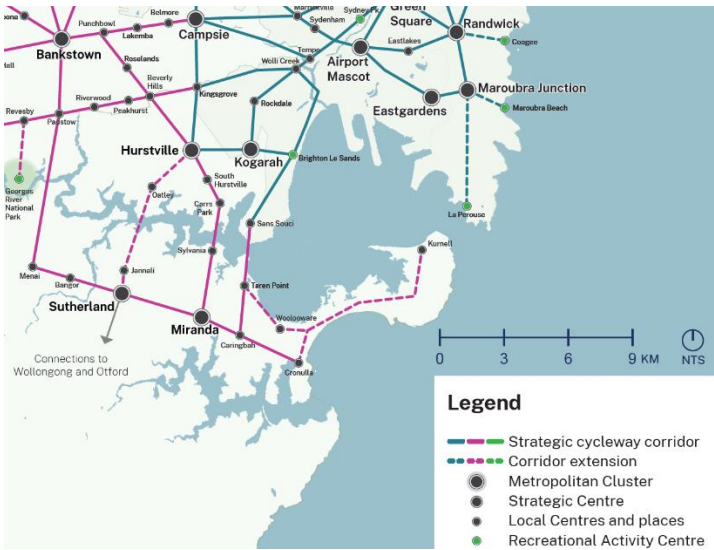 Punchbowl
Belmore
Lakemba
Campsie
Marrickville
Sydenham
Sydney Pk
Green
Square
Randwick
Coogee
Bankstown
Roselands
Tempe
Wolli Creek
Airport
Mascot
Eastlakes
Hall
Beverly
Hills
Kingsgrove
Rockdale
Eastgardens
Maroubra Junction
Maroubra Beach
Revesby
Riverwood
Padstow
Peakhurst
Hurstville
Kogarah
Brighton Le Sands
Georges
River
National
Park
Oatley
South
Hurstville
Carrs
Park
Sans Souci
La Perouse
Kurnell
Sylvania
Menai
Bangor
Jannali
Taren Point
Sutherland
Miranda
Woolooware
Caringbah
Cronulla
Connections to
Wollongong and Otford
0 3 6 9 KM
NTS
Legend
Strategic cycleway corridor
Corridor extension
Metropolitan Cluster
Strategic Centre
Local Centres and places
Recreational Activity Centre